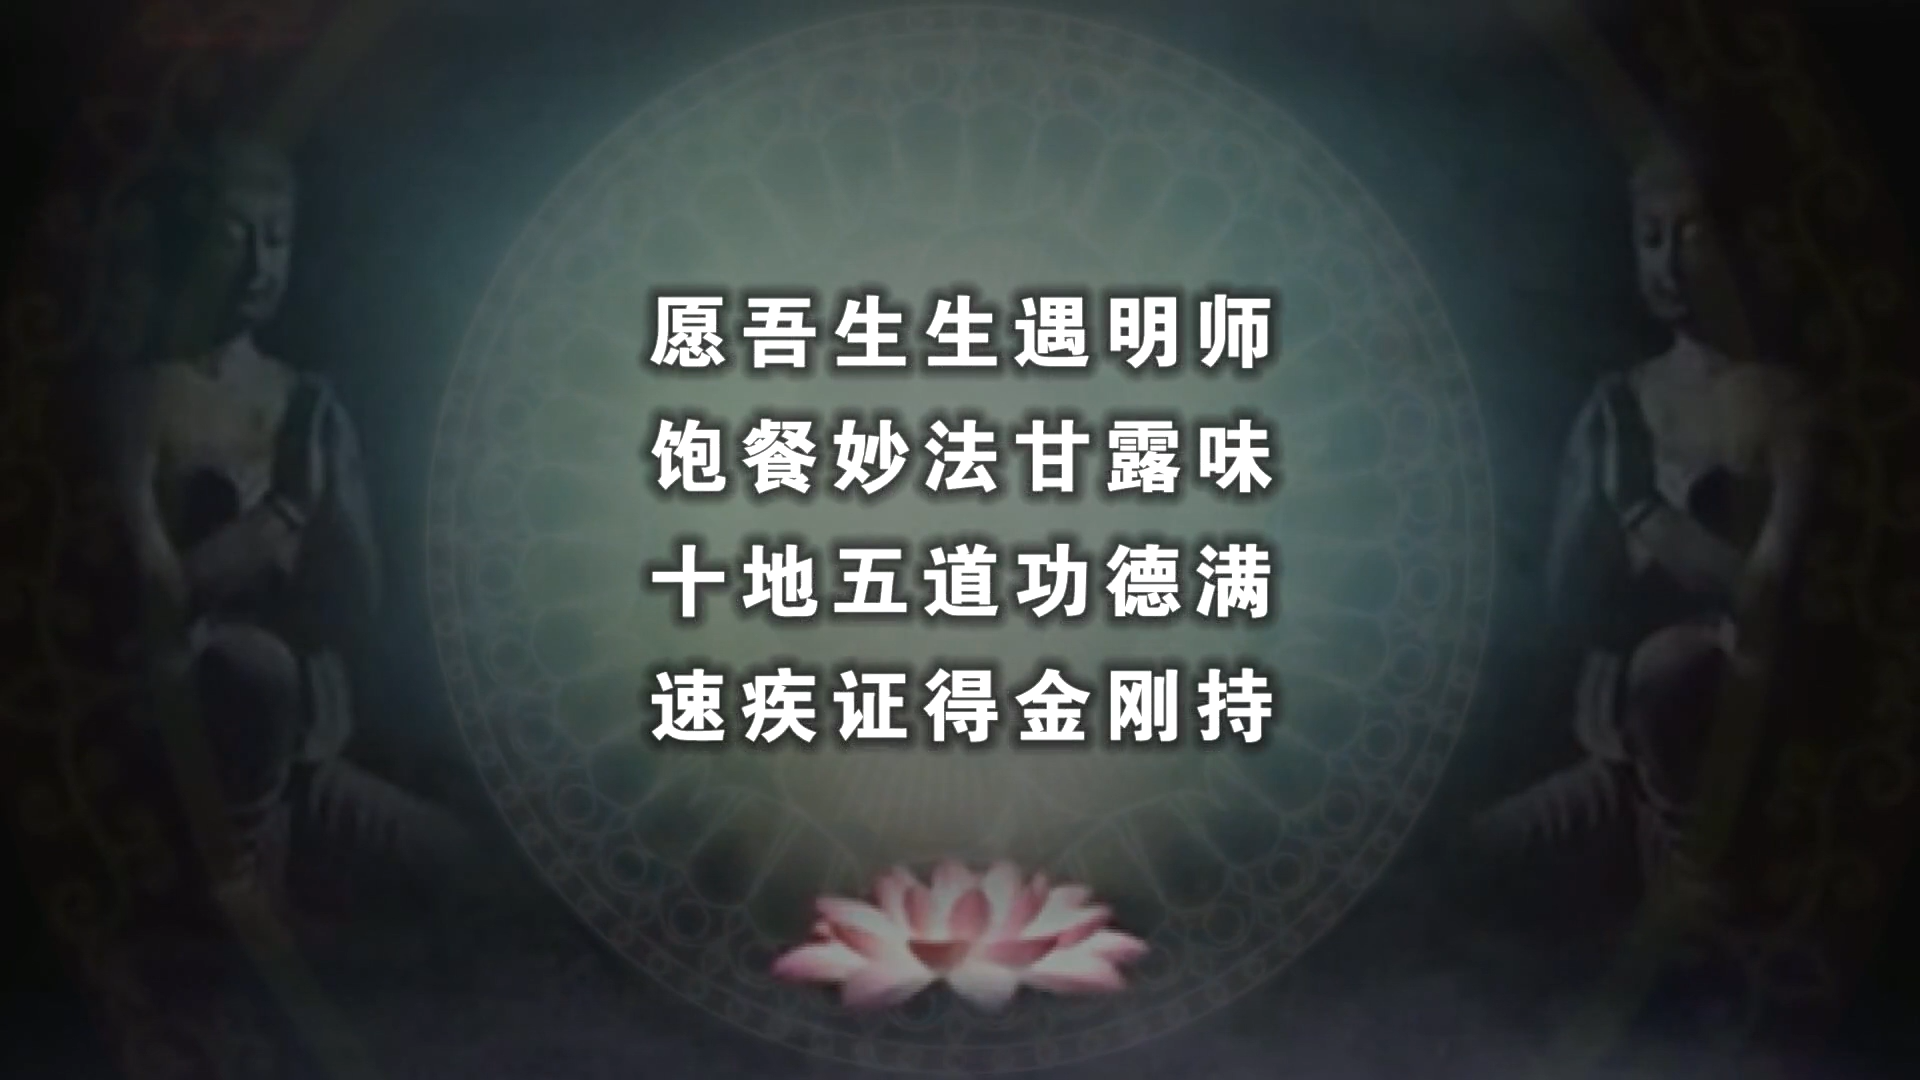 愿吾生生遇明师
饱餐妙法甘露味
十地五道功德满
速疾证得金刚持